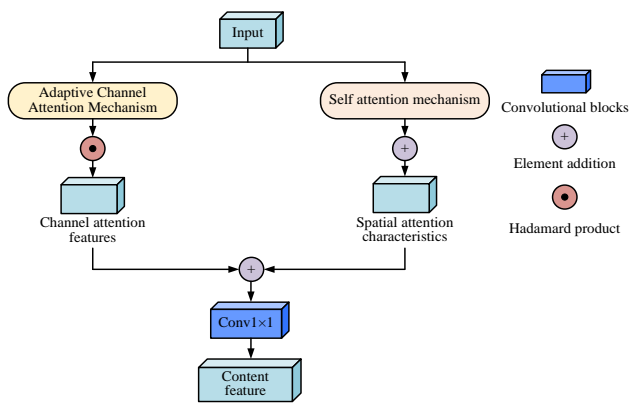 Input
Adaptive Channel
Attention Mechanism
Self attention mechanism
Convolutional blocks
+
+
Element addition
Channel attention
features
Spatial attention
characteristics
Hadamard product
+
Conv1×1
Content
feature